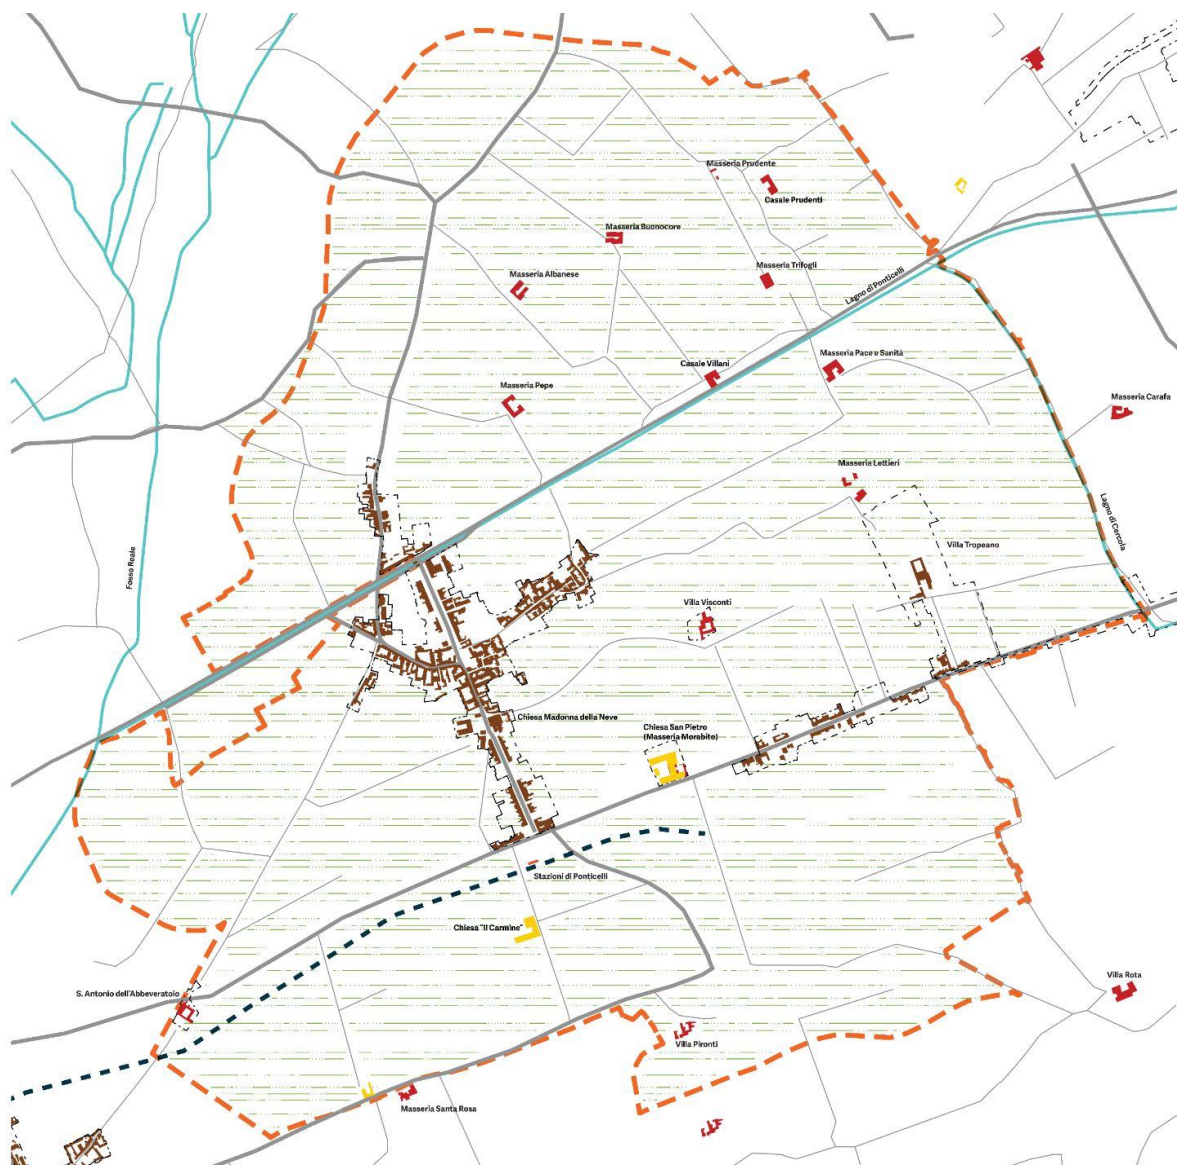 Masseria Prudente
Casale Prudenti
Masseria Buonocore
Masseria Trifogli
Masseria Albanese
Lagno di Ponticelli
Casale Villani
Masseria Pace e Sanità
Masseria Pepe
Masseria Carafa
Masseria Lettieri
Lagno di Cercola
Villa Tropeano
Fosso Reale
Villa Visconti
Chiesa Madonna della Neve
Chiesa San Pietro
(Masseria Morabito)
Stazioni di Ponticelli
Chiesa "Il Carmine"
S. Antonio dell'Abbeveratoio
Villa Rota
Villa Pironti
Masseria Santa Rosa